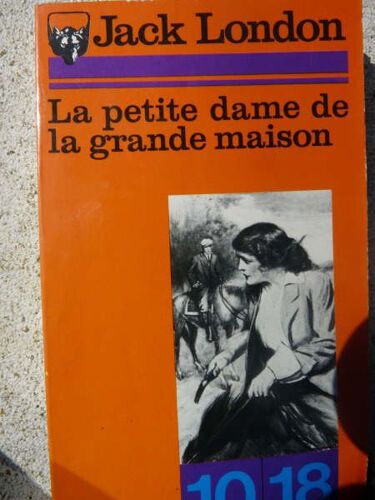 Jack London
La petite dame de
la grande maison
10 18